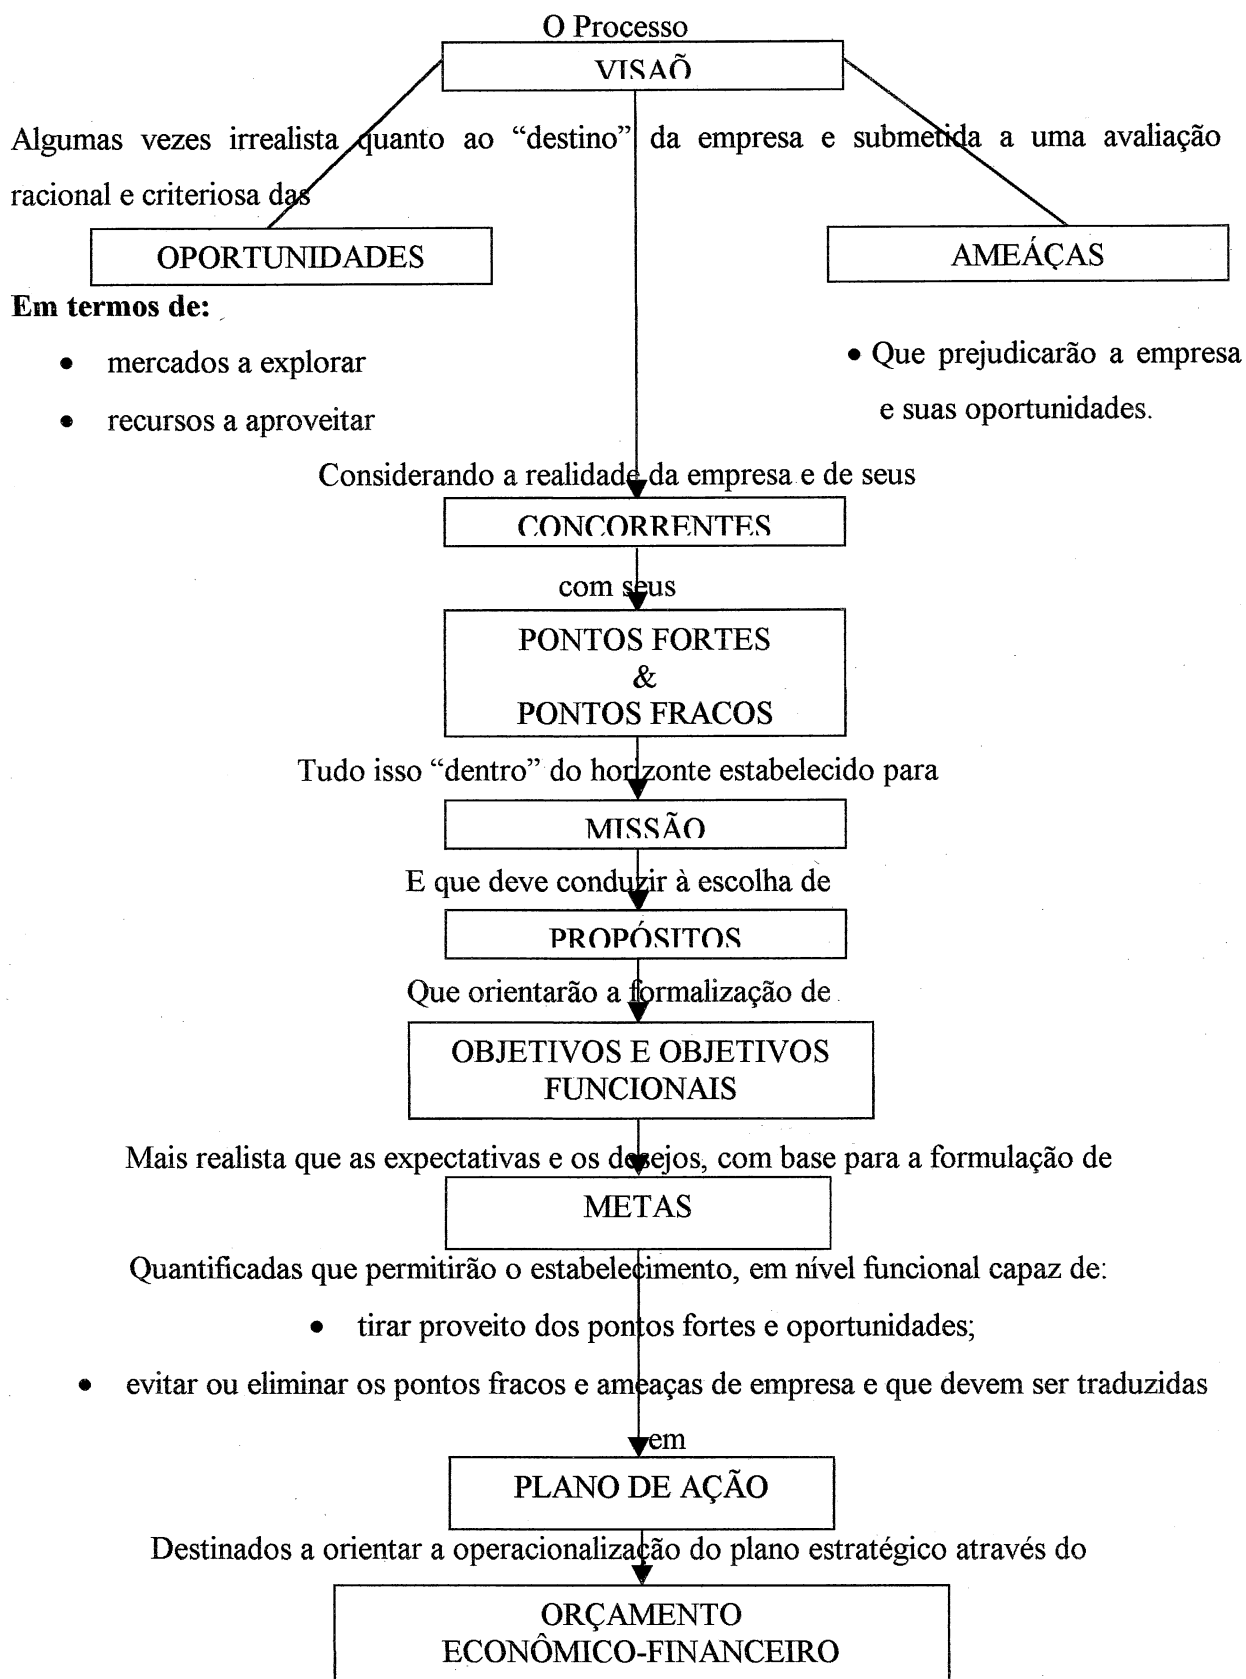 O Processo
VISAÕ
Algumas vezes irrealista quanto ao “destino” da empresa e submetida a uma avaliação
racional e criteriosa das
OPORTUNIDADES
AMEÁÇAS
Em termos de:
• mercados a explorar
• recursos a aproveitar
• Que prejudicarão a empresa
e suas oportunidades.
Considerando a realidade da empresa e de seus
CONCORRENTES
com seus
PONTOS FORTES
&
PONTOS FRACOS
Tudo isso “dentro” do horizonte estabelecido para
MISSÃO
E que deve conduzir à escolha de
PROPÓSITOS
Que orientarão a formalização de
OBJETIVOS E OBJETIVOS
FUNCIONAIS
Mais realista que as expectativas e os desejos, com base para a formulação de
METAS
Quantificadas que permitirão o estabelecimento, em nível funcional capaz de:
• tirar proveito dos pontos fortes e oportunidades;
• evitar ou eliminar os pontos fracos e ameaças de empresa e que devem ser traduzidas
em
PLANO DE AÇÃO
Destinados a orientar a operacionalização do plano estratégico através do
ORÇAMENTO
ECONÔMICO-FINANCEIRO